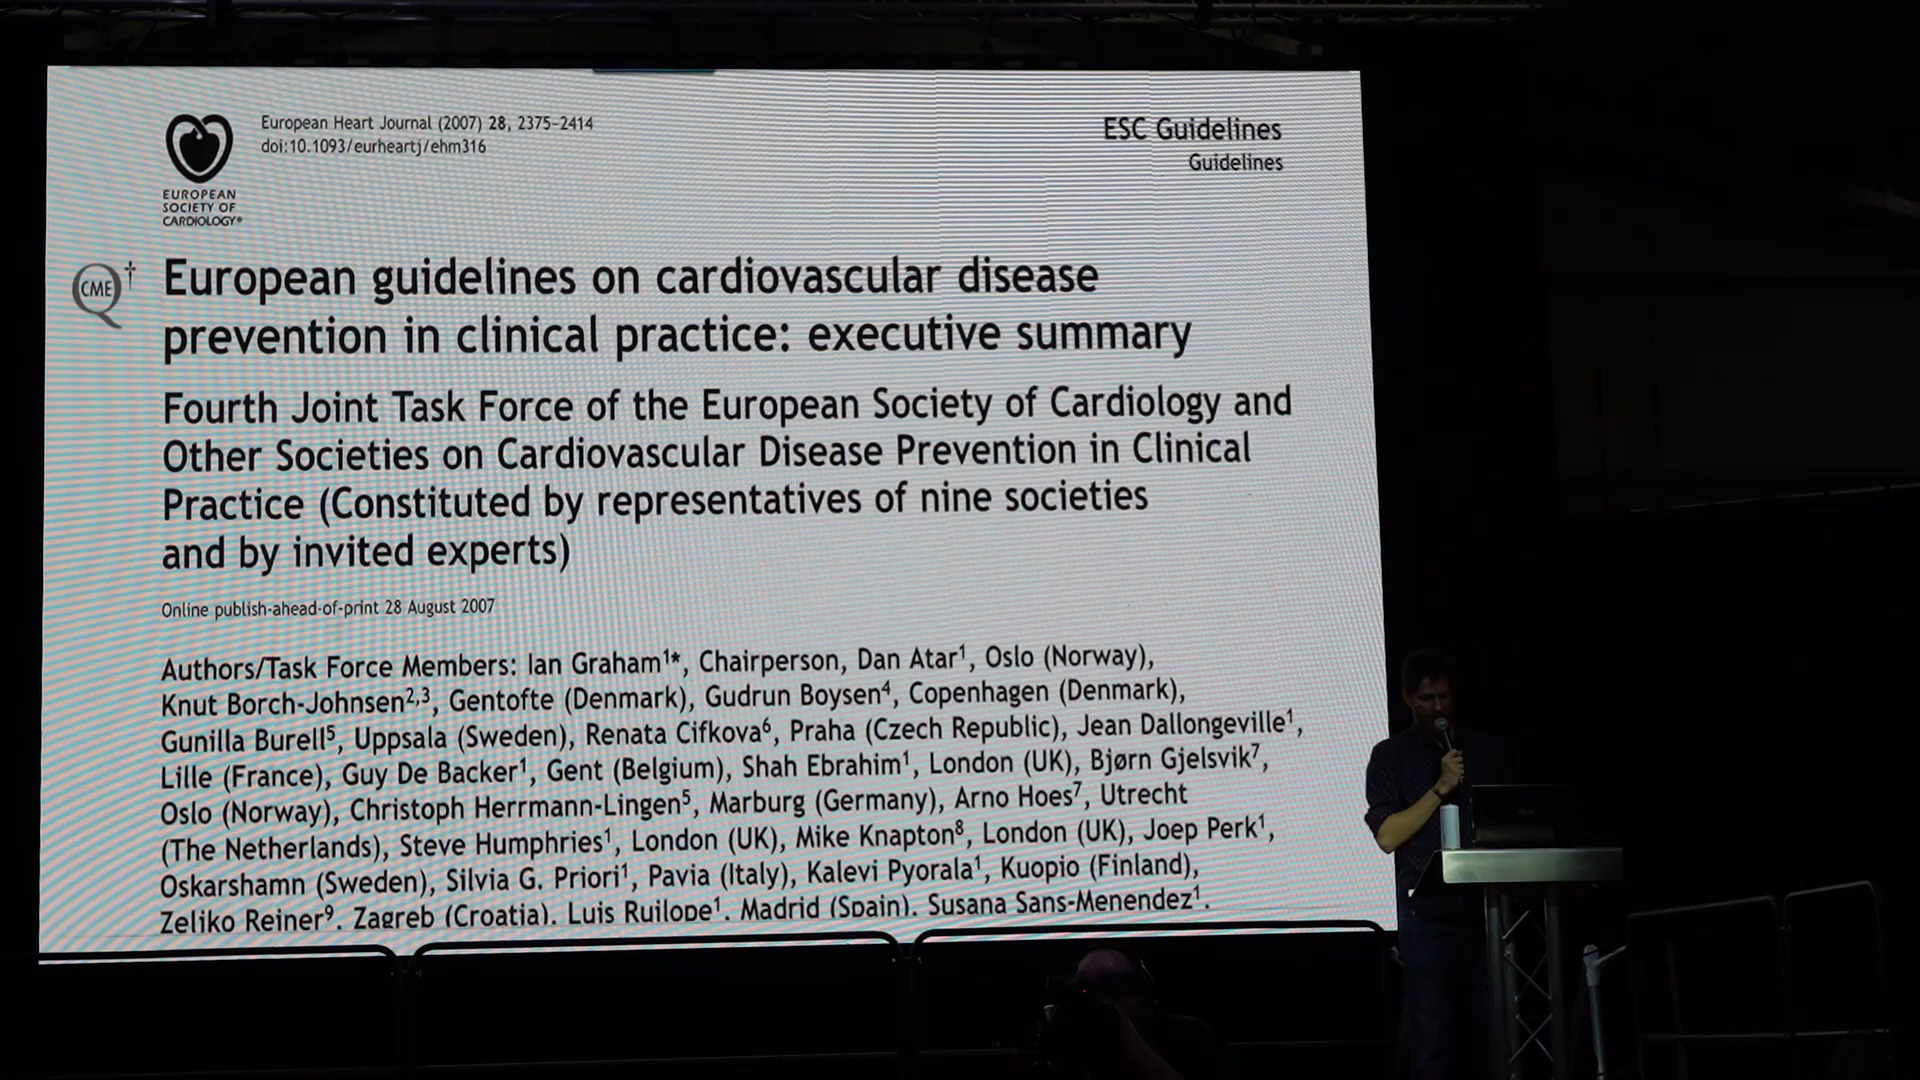 European Heart Journal (2007) 28, 2375–2414
doi:10.1093/eurheartj/ehm316
ESC Guidelines
Guidelines
EUROPEAN
SOCIETY OF
CARDIOLOGY®
CME†
European guidelines on cardiovascular disease
prevention in clinical practice: executive summary
Fourth Joint Task Force of the European Society of Cardiology and
Other Societies on Cardiovascular Disease Prevention in Clinical
Practice (Constituted by representatives of nine societies
and by invited experts)
Online publish-ahead-of-print 28 August 2007
Authors/Task Force Members: Ian Graham¹*, Chairperson, Dan Atar¹, Oslo (Norway),
Knut Borch-Johnsen²,³, Gentofte (Denmark), Gudrun Boysen⁴, Copenhagen (Denmark),
Gunilla Burell⁵, Uppsala (Sweden), Renata Cifkova⁶, Praha (Czech Republic), Jean Dallongeville¹,
Lille (France), Guy De Backer¹, Gent (Belgium), Shah Ebrahim¹, London (UK), Bjørn Gjelsvik⁷,
Oslo (Norway), Christoph Herrmann-Lingen⁵, Marburg (Germany), Arno Hoes⁷, Utrecht
(The Netherlands), Steve Humphries¹, London (UK), Mike Knapton⁸, London (UK), Joep Perk¹,
Oskarshamn (Sweden), Silvia G. Priori¹, Pavia (Italy), Kalevi Pyorala¹, Kuopio (Finland),
Zeliko Reiner⁹, Zagreb (Croatia), Luis Ruilope¹, Madrid (Spain), Susana Sans-Menendez¹,